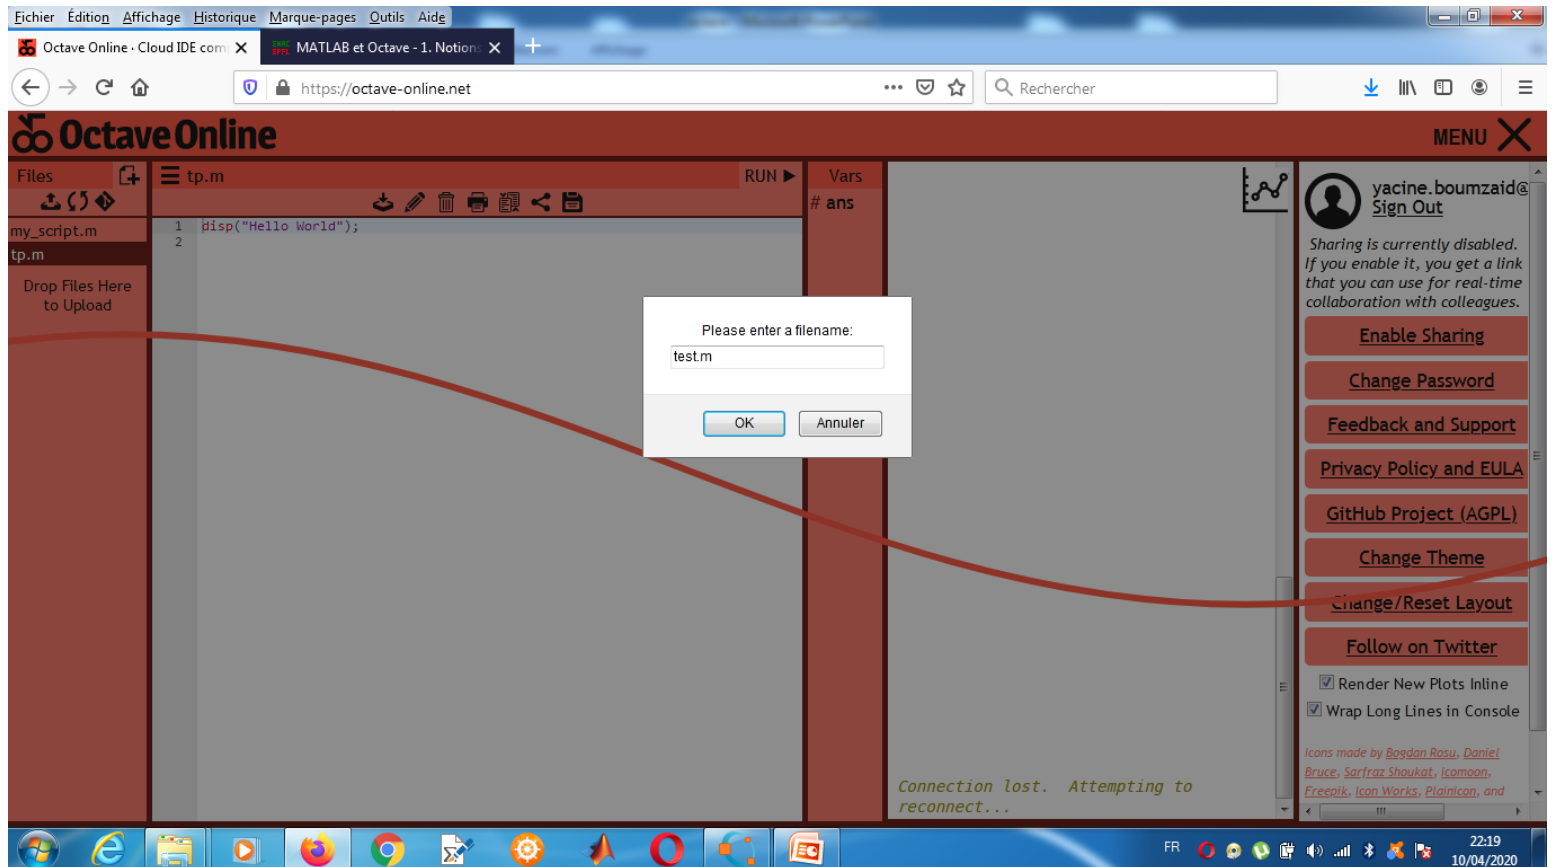 Fichier Édition Affichage Historique Marque-pages Outils Aide
Octave Online · Cloud IDE com
MATLAB et Octave - 1. Notions
https://octave-online.net
Rechercher
Octave Online
MENU
Files
tp.m
RUN
Vars
my_script.m
tp.m
Drop Files Here
to Upload
1 disp("Hello World");
2
# ans
Please enter a filename:
test.m
OK Annuler
Connection lost. Attempting to
reconnect...
yacine.boumzaid@
Sign Out
Sharing is currently disabled.
If you enable it, you get a link
that you can use for real-time
collaboration with colleagues.
Enable Sharing
Change Password
Feedback and Support
Privacy Policy and EULA
GitHub Project (AGPL)
Change Theme
Change/Reset Layout
Follow on Twitter
Render New Plots Inline
Wrap Long Lines in Console
Icons made by Bogdan Rosu, Daniel
Bruce, Sarfraz Shoukat, Icomoon,
Freepik, Icon Works, Plainicon, and
FR
22:19
10/04/2020